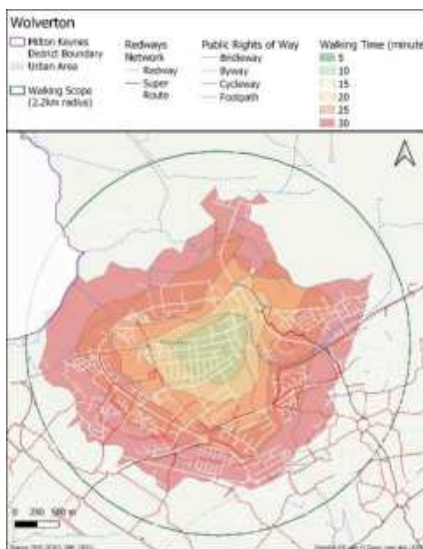 Wolverton
Milton Keynes
District Boundary
Urban Area
Walking Scope
(2.2km radius)
Redways
Network
Redway
Super
Route
Public Rights of Way
Bridleway
Byway
Cycleway
Footpath
Walking Time (minute
5
10
15
20
25
30
0 250 500 m